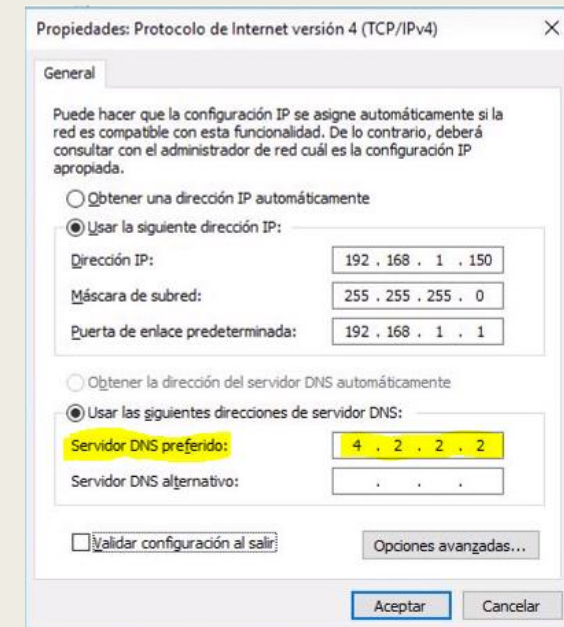 Propiedades: Protocolo de Internet versión 4 (TCP/IPv4)
General
Puede hacer que la configuración IP se asigne automáticamente si la
red es compatible con esta funcionalidad. De lo contrario, deberá
consultar con el administrador de red cuál es la configuración IP
apropiada.
Obtener una dirección IP automáticamente
Usar la siguiente dirección IP:
Dirección IP: 192 . 168 . 1 . 150
Máscara de subred: 255 . 255 . 255 . 0
Puerta de enlace predeterminada: 192 . 168 . 1 . 1
Obtener la dirección del servidor DNS automáticamente
Usar las siguientes direcciones de servidor DNS:
Servidor DNS preferido: 4 . 2 . 2 . 2
Servidor DNS alternativo: . . .
Validar configuración al salir Opciones avanzadas...
Aceptar Cancelar